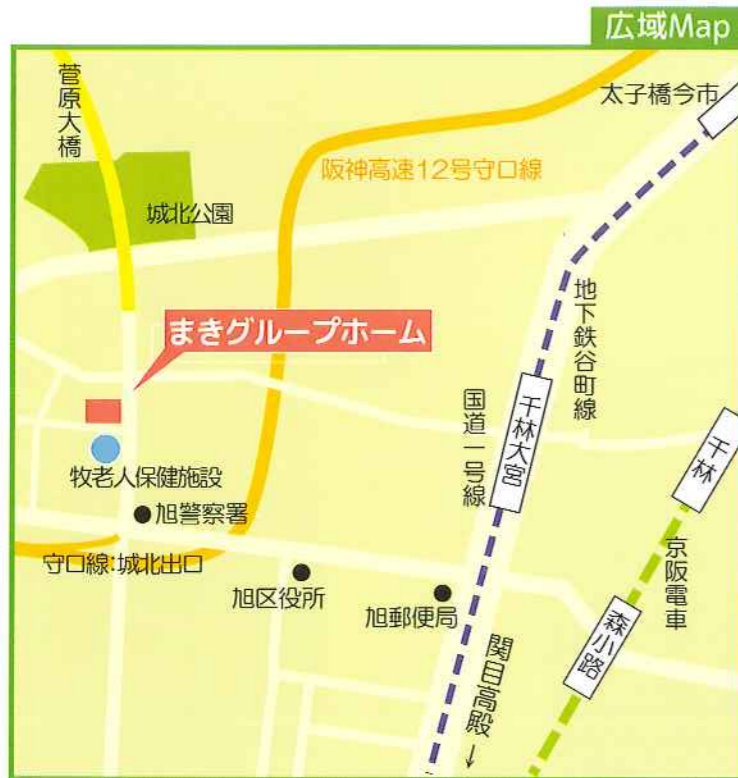 広域Map
菅原大橋
太子橋今市
阪神高速12号守口線
城北公園
まきグループホーム
地下鉄谷町線
国道一号線
千林大宮
千林
牧老人保健施設
旭警察署
守口線:城北出口
京阪電車
旭区役所
旭郵便局
森小路
関目高殿→